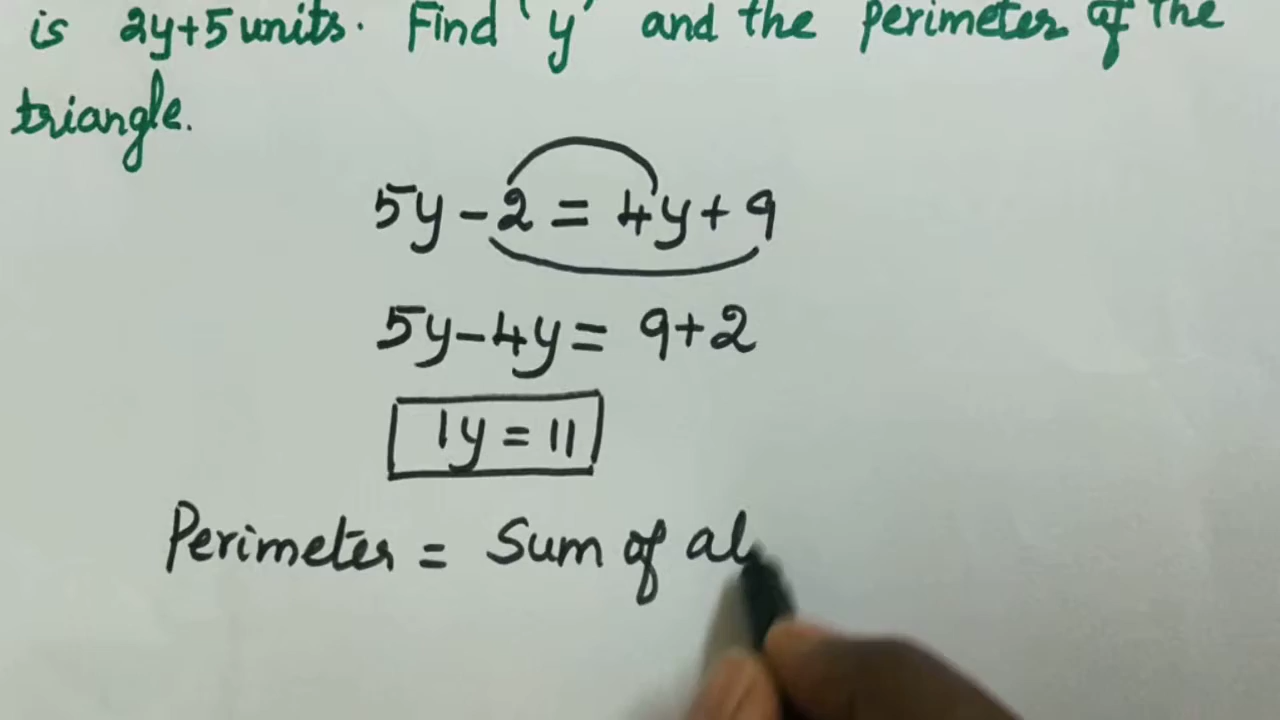 is 2y+5 units. Find 'y' and the perimeter of the
triangle.
5y-2 = 4y+9
5y-4y= 9+2
1y = 11
Perimeter = Sum of al